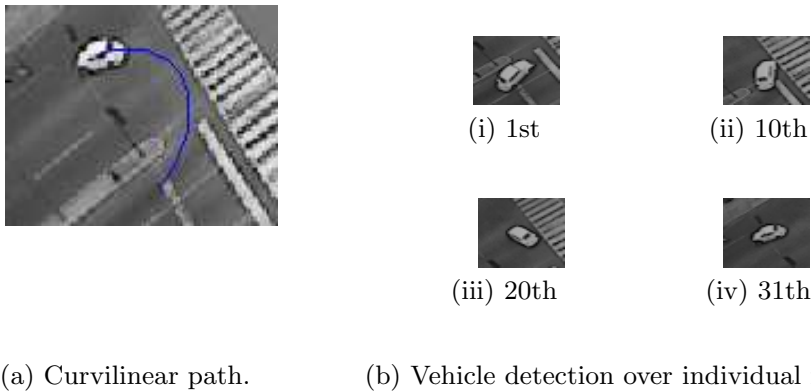 (i) 1st
(ii) 10th
(iii) 20th
(iv) 31th
(a) Curvilinear path.
(b) Vehicle detection over individual